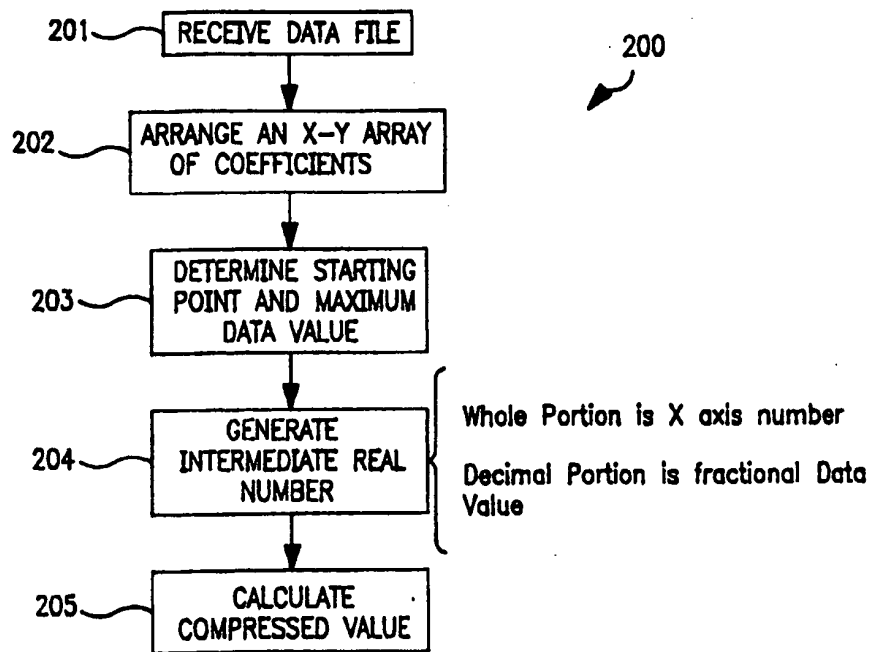 201
RECEIVE DATA FILE
200
202
ARRANGE AN X-Y ARRAY
OF COEFFICIENTS
203
DETERMINE STARTING
POINT AND MAXIMUM
DATA VALUE
204
GENERATE
INTERMEDIATE REAL
NUMBER
Whole Portion is X axis number
Decimal Portion is fractional Data
Value
205
CALCULATE
COMPRESSED VALUE